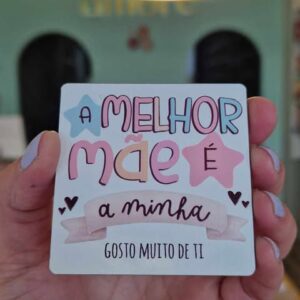 A MELHOR
mãe É
a minha
GOSTO MUITO DE TI